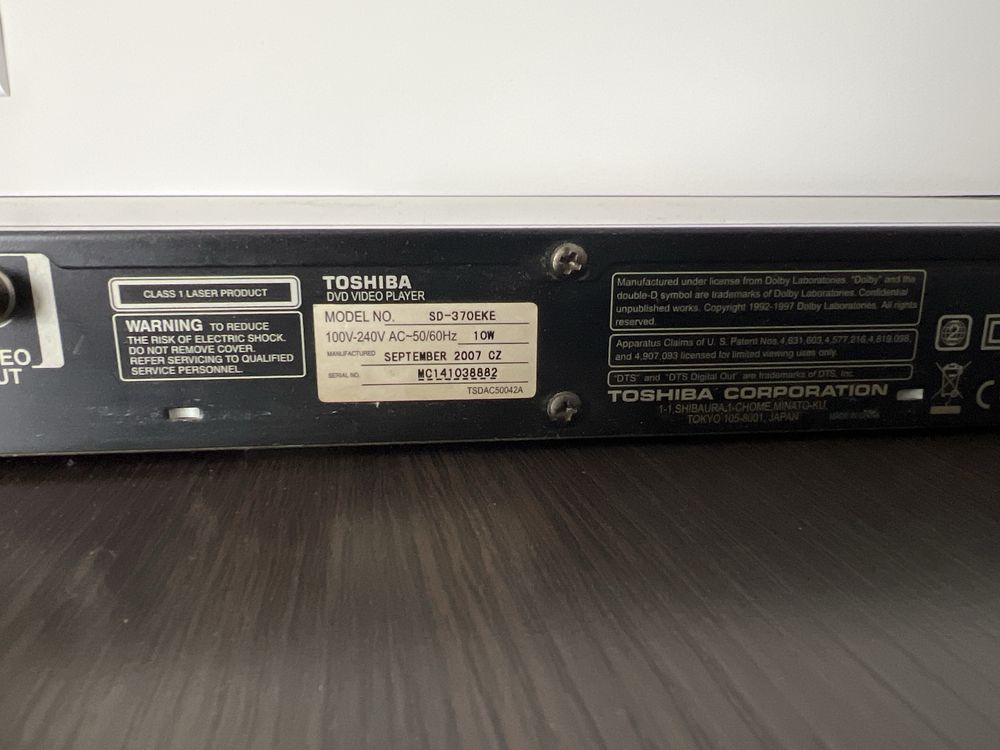 EO
UT
CLASS 1 LASER PRODUCT
WARNING TO REDUCE
THE RISK OF ELECTRIC SHOCK.
DO NOT REMOVE COVER.
REFER SERVICING TO QUALIFIED
SERVICE PERSONNEL.
TOSHIBA
DVD VIDEO PLAYER
MODEL NO. SD-370EKE
100V-240V AC~50/60Hz 10W
MANUFACTURED SEPTEMBER 2007 CZ
SERIAL NO. MC141038882
TSDAC50042A
Manufactured under license from Dolby Laboratories. "Dolby" and the
double-D symbol are trademarks of Dolby Laboratories. Confidential
unpublished works. Copyright 1992-1997 Dolby Laboratories. All rights
reserved.
Apparatus Claims of U. S. Patent Nos. 4,631,603, 4,577,216, 4,819,098,
and 4,907,093 licensed for limited viewing uses only.
"DTS" and "DTS Digital Out" are trademarks of DTS, Inc.
TOSHIBA CORPORATION
1-1, SHIBAURA, 1-CHOME, MINATO-KU,
TOKYO 105-8001, JAPAN
MADE IN
2